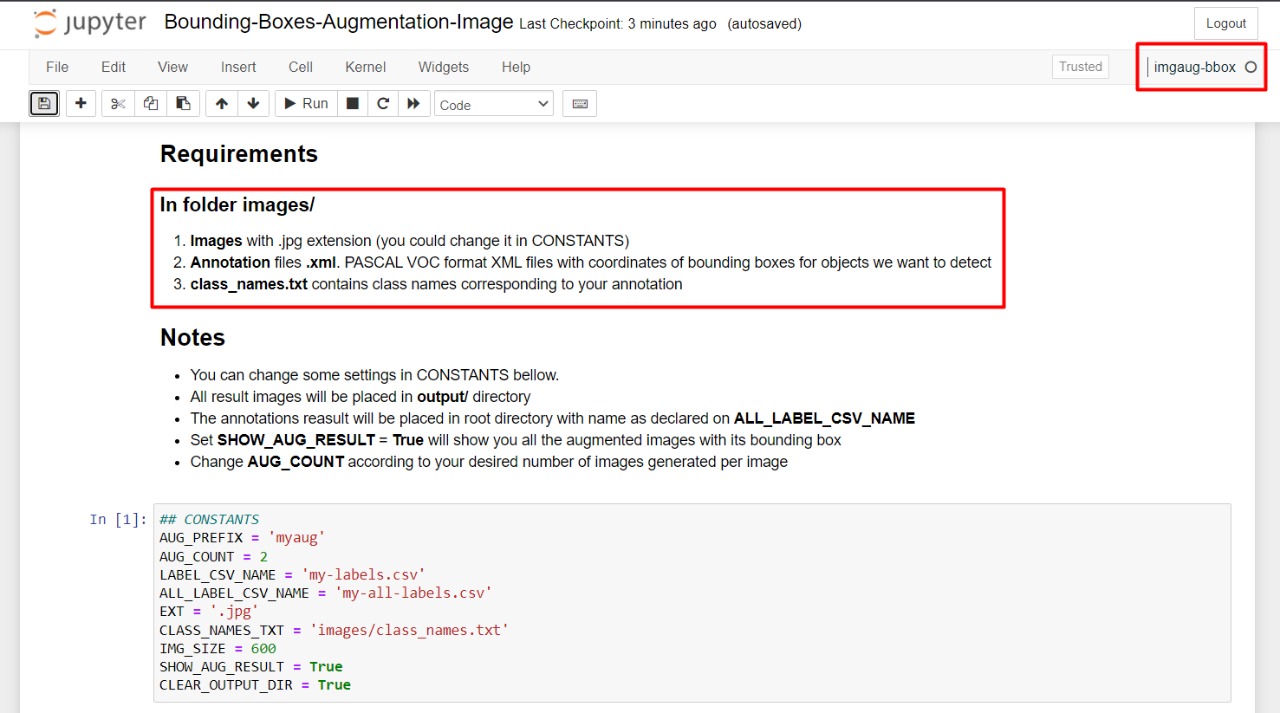 jupyter Bounding-Boxes-Augmentation-Image Last Checkpoint: 3 minutes ago (autosaved) Logout
File Edit View Insert Cell Kernel Widgets Help Trusted imgaug-bbox
Run Code
Requirements
In folder images/
1. Images with .jpg extension (you could change it in CONSTANTS)
2. Annotation files .xml. PASCAL VOC format XML files with coordinates of bounding boxes for objects we want to detect
3. class_names.txt contains class names corresponding to your annotation
Notes
• You can change some settings in CONSTANTS bellow.
• All result images will be placed in output/ directory
• The annotations reasult will be placed in root directory with name as declared on ALL_LABEL_CSV_NAME
• Set SHOW_AUG_RESULT = True will show you all the augmented images with its bounding box
• Change AUG_COUNT according to your desired number of images generated per image
In [1]: ## CONSTANTS
AUG_PREFIX = 'myaug'
AUG_COUNT = 2
LABEL_CSV_NAME = 'my-labels.csv'
ALL_LABEL_CSV_NAME = 'my-all-labels.csv'
EXT = '.jpg'
CLASS_NAMES_TXT = 'images/class_names.txt'
IMG_SIZE = 600
SHOW_AUG_RESULT = True
CLEAR_OUTPUT_DIR = True